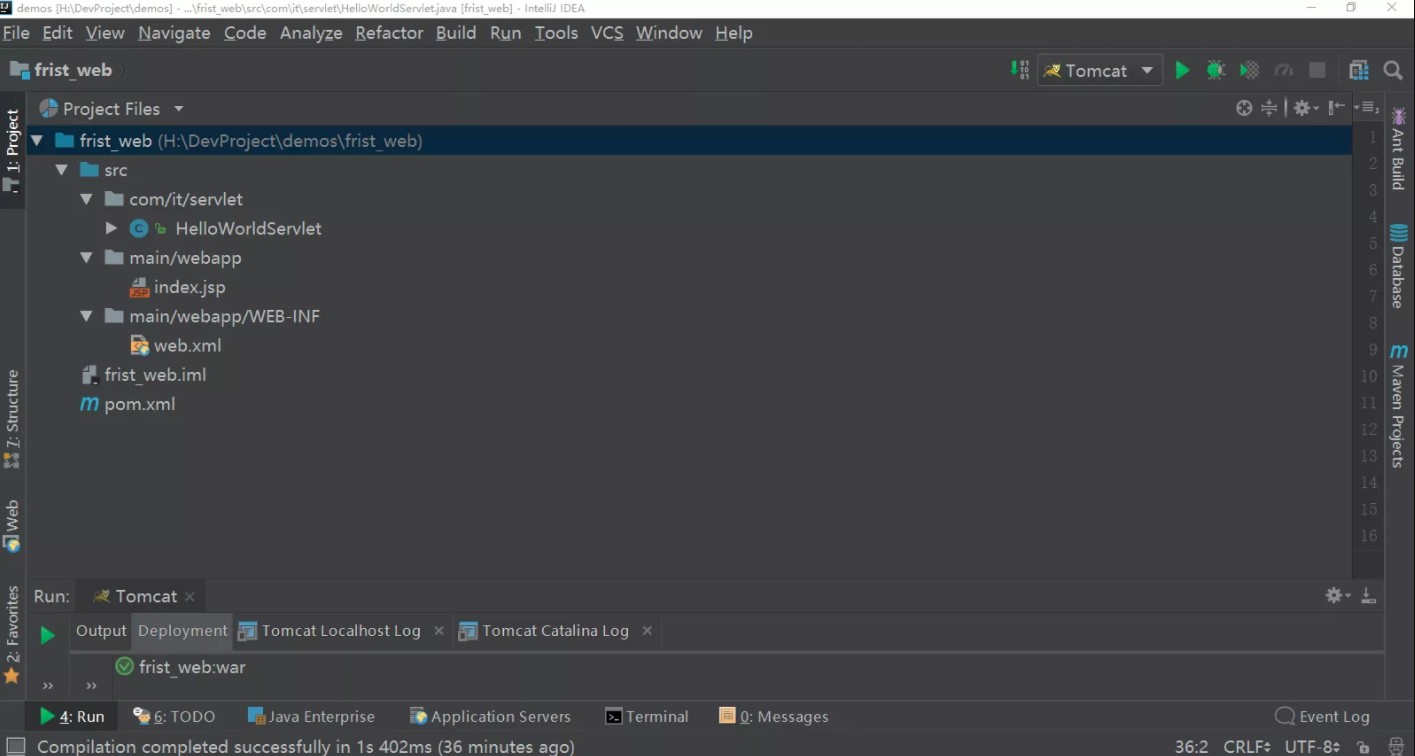 demos [H:\DevProject\demos] - ...\frist_web\src\com\it\servlet\HelloWorldServlet.java [frist_web] - IntelliJ IDEA
File Edit View Navigate Code Analyze Refactor Build Run Tools VCS Window Help
frist_web
Tomcat
Project Files
frist_web (H:\DevProject\demos\frist_web)
src
com/it/servlet
HelloWorldServlet
main/webapp
index.jsp
main/webapp/WEB-INF
web.xml
frist_web.iml
pom.xml
1: Project
7: Structure
Web
2: Favorites
1
2
3
4
5
6
7
8
9
10
11
12
13
14
15
16
Ant Build
Database
Maven Projects
Run: Tomcat
Output Deployment Tomcat Localhost Log Tomcat Catalina Log
frist_web:war
4: Run 6: TODO Java Enterprise Application Servers Terminal 0: Messages Event Log
Compilation completed successfully in 1s 402ms (36 minutes ago) 36:2 CRLF UTF-8